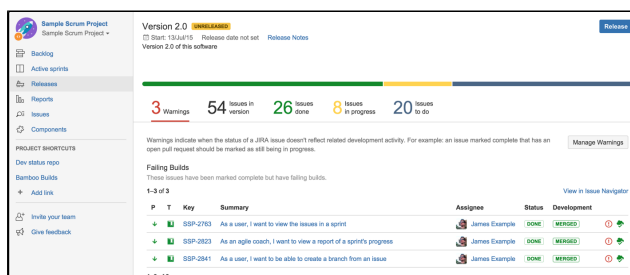 Sample Scrum Project
Sample Scrum Project
Backlog
Active sprints
Releases
Reports
Issues
Components
PROJECT SHORTCUTS
Dev status repo
Bamboo Builds
+ Add link
Invite your team
Give feedback
Version 2.0 UNRELEASED
Start: 13/Jul/15 Release date not set Release Notes
Version 2.0 of this software
Release
3 Warnings 54 Issues in version 26 Issues done 8 Issues in progress 20 Issues to do
Warnings indicate when the status of a JIRA issue doesn't reflect related development activity. For example: an issue marked complete that has an
open pull request should be marked as still being in progress.
Manage Warnings
Failing Builds
These issues have been marked complete but have failing builds.
1–3 of 3 View in Issue Navigator
P T Key Summary Assignee Status Development
SSP-2763 As a user, I want to view the issues in a sprint James Example DONE MERGED
SSP-2823 As an agile coach, I want to view a report of a sprint's progress James Example DONE MERGED
SSP-2841 As a user, I want to be able to create a branch from an issue James Example DONE MERGED